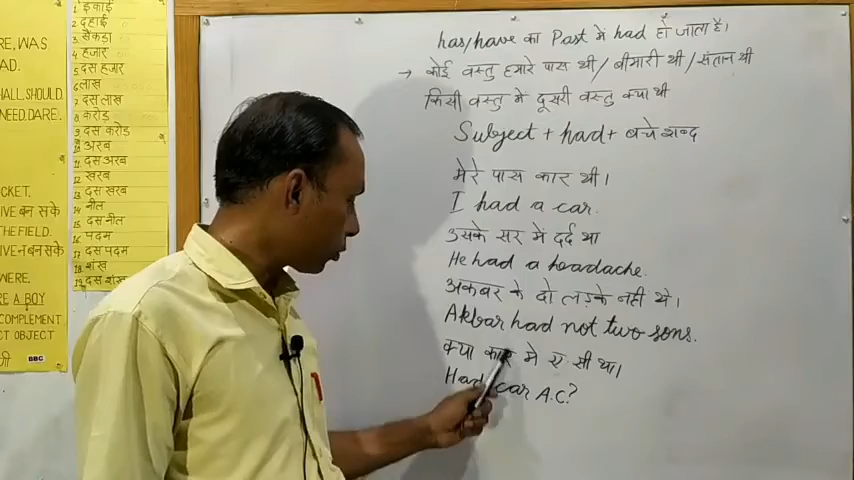 RE, WAS
AD.
HALL.SHOULD.
NEED.DARE.
CKET.
IVE बन सके
THE FIELD.
IVE न बन सके
WERE.
RE A BOY
COMPLEMENT
CT OBJECT
BBC
1 इकाई
2 दहाई
3 सैकडा
4 हजार
5 दस हजार
6 लाख
7 दस लाख
8 करोड
9 दस करोड
10 अरब
11 दस अरब
12 खरब
13 दस खरब
14 नील
15 दस नील
16 पदम
17 दस पदम
18 शंख
19 दस शंख
has/have का Past में had हो जाता है।
→ कोई वस्तु हमारे पास थी / बीमारी थी / संतान थी
किसी वस्तु में दूसरी वस्तु क्या थी
Subject + had + बचे शब्द
मेरे पास कार थी।
I had a car.
उसके सर में दर्द था
He had a headache.
अकबर के दो लड़के नहीं थे।
Akbar had not two sons.
क्या कार में ए सी था।
Had car A.C?